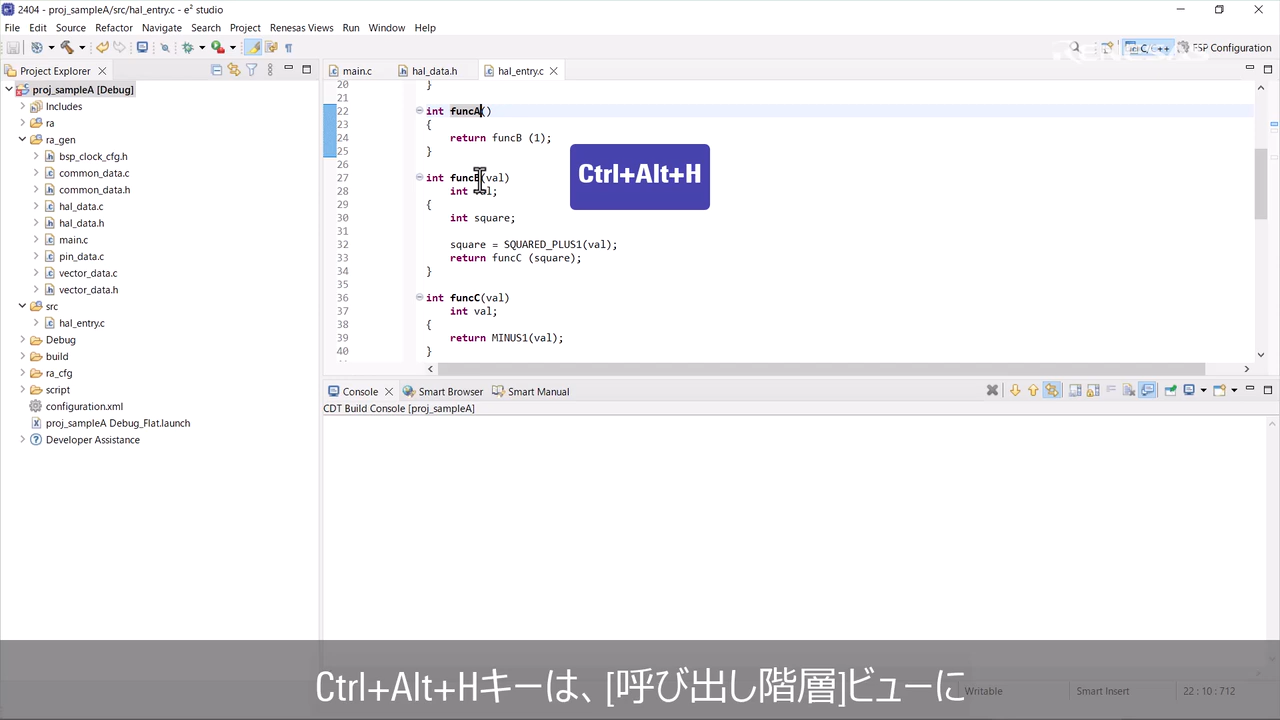 2404 - proj_sampleA/src/hal_entry.c - e² studio
File Edit Source Refactor Navigate Search Project Renesas Views Run Window Help
RENESAS
C/C++ FSP Configuration
Project Explorer
main.c hal_data.h hal_entry.c
proj_sampleA [Debug]
Includes
ra
ra_gen
bsp_clock_cfg.h
common_data.c
common_data.h
hal_data.c
hal_data.h
main.c
pin_data.c
vector_data.c
vector_data.h
src
hal_entry.c
Debug
build
ra_cfg
script
configuration.xml
proj_sampleA Debug_Flat.launch
Developer Assistance
20 }
21
22 int funcA()
23 {
24 return funcB (1);
25 }
26
27 int funcB(val)
28 int val;
29 {
30 int square;
31
32 square = SQUARED_PLUS1(val);
33 return funcC (square);
34 }
35
36 int funcC(val)
37 int val;
38 {
39 return MINUS1(val);
40 }
Ctrl+Alt+H
Console Smart Browser Smart Manual
CDT Build Console [proj_sampleA]
Ctrl+Alt+Hキーは、[呼び出し階層]ビューに
Writable Smart Insert 22 : 10 : 712